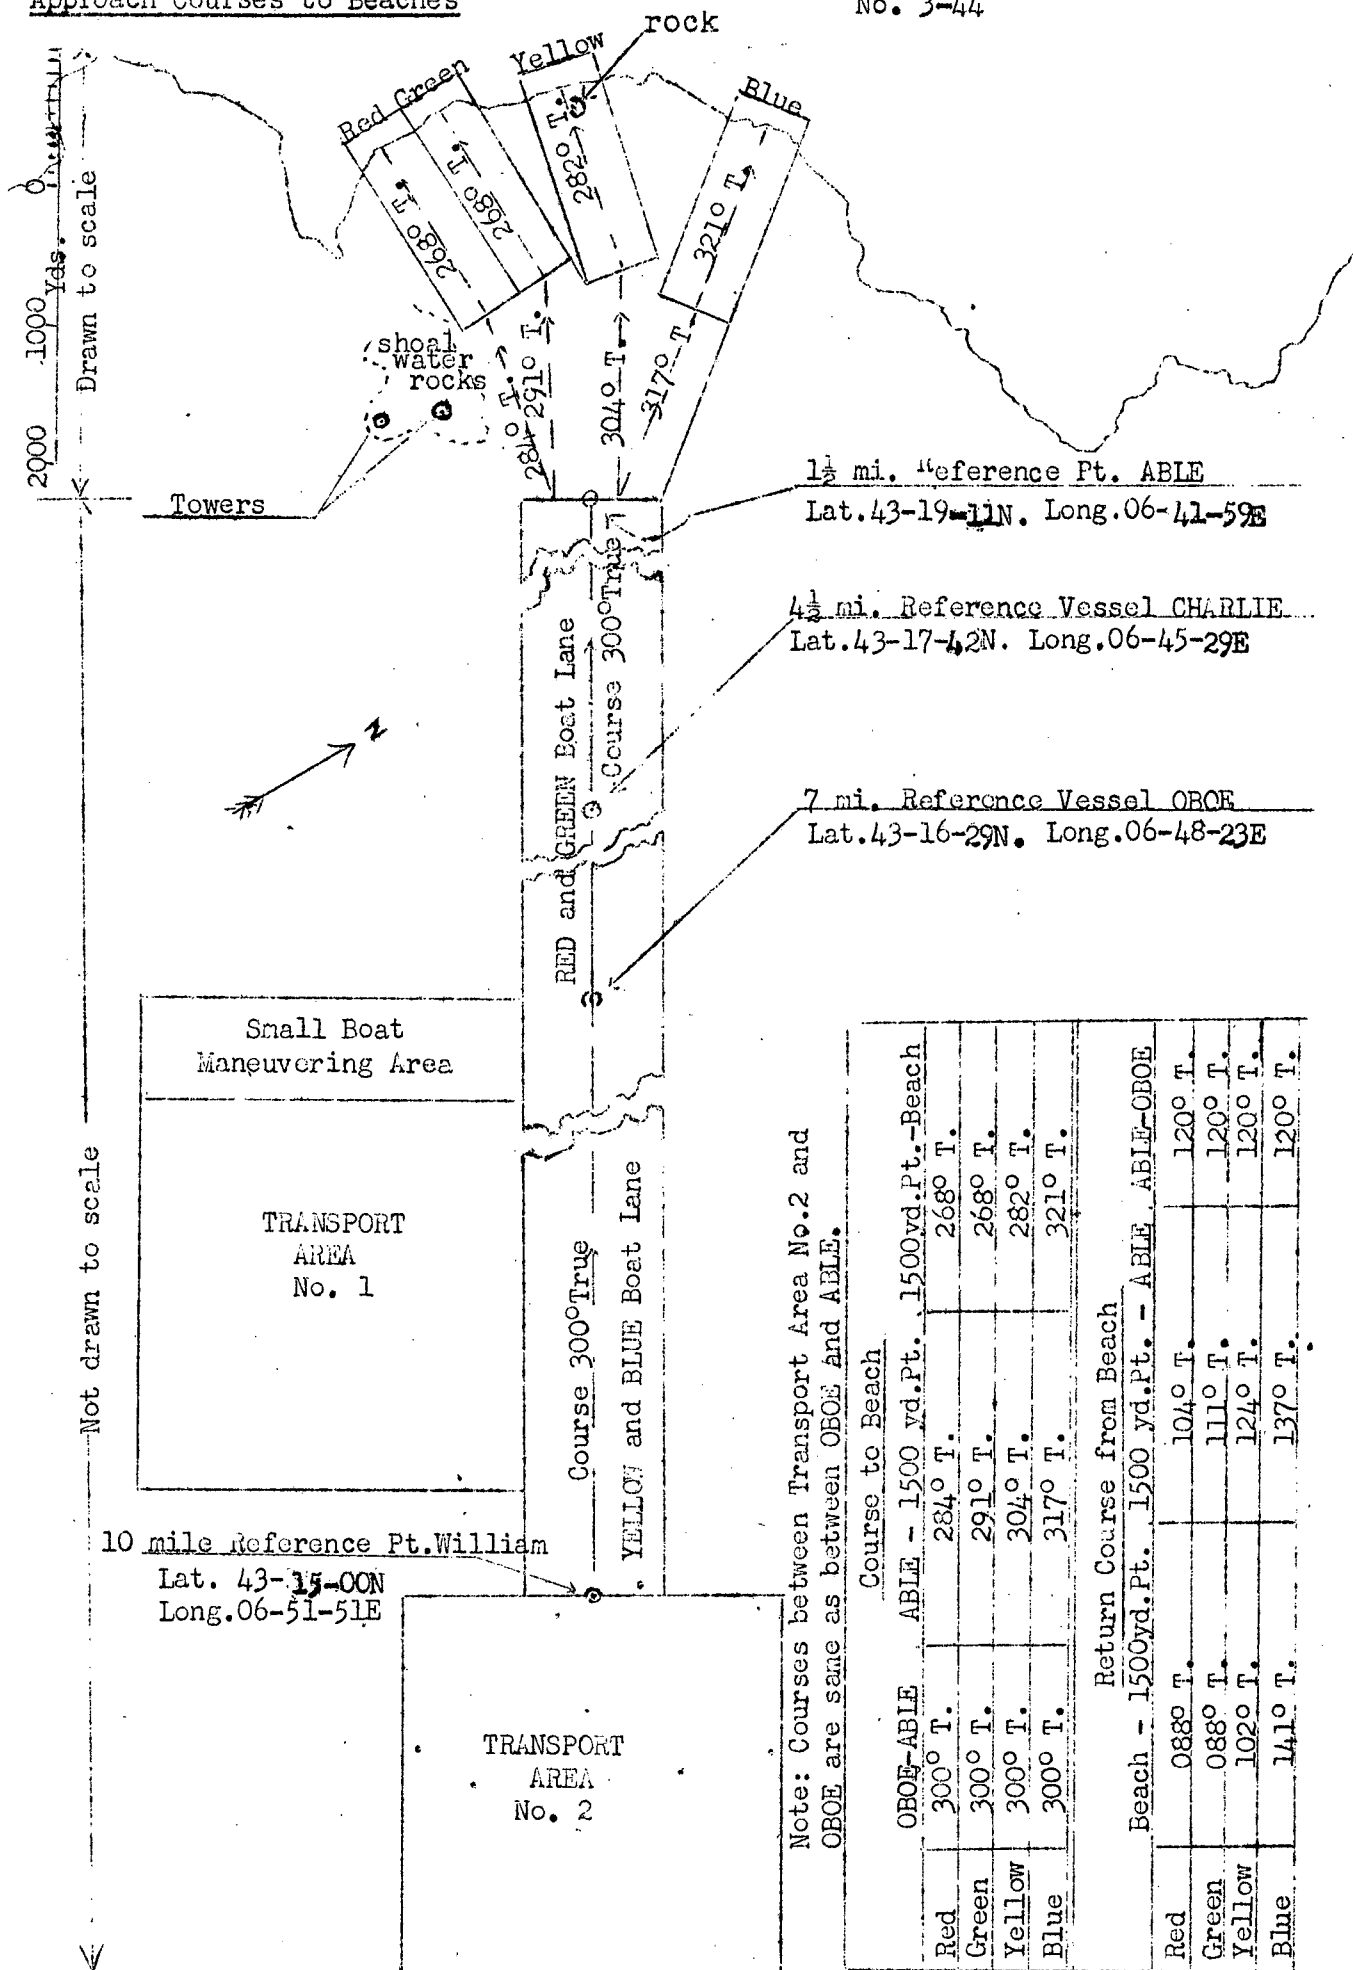 Approach Courses to Beaches
No. 3-44
rock
Yellow
Red Green
Blue
268° T.
268° T.
282° T.
321° T.
0
1000
2000
Yds.
Drawn to scale
shoal
water
rocks
284° T.
291° T.
304° T.
317° T.
Towers
1½ mi. Reference Pt. ABLE
Lat.43-19-11N. Long.06-41-59E
4½ mi. Reference Vessel CHARLIE
Lat.43-17-42N. Long.06-45-29E
7 mi. Reference Vessel OBOE
Lat.43-16-29N. Long.06-48-23E
N
RED and GREEN Boat Lane
Course 300°True
Small Boat
Maneuvering Area
TRANSPORT
AREA
No. 1
Not drawn to scale
Course 300°True
YELLOW and BLUE Boat Lane
10 mile Reference Pt.William
Lat. 43-15-00N
Long.06-51-51E
TRANSPORT
AREA
No. 2
Note: Courses between Transport Area No.2 and
OBOE are same as between OBOE and ABLE.
Course to Beach
OBOE-ABLE ABLE - 1500 yd.Pt. 1500yd.Pt.-Beach
Red 300° T. 284° T. 268° T.
Green 300° T. 291° T. 268° T.
Yellow 300° T. 304° T. 282° T.
Blue 300° T. 317° T. 321° T.
Return Course from Beach
Beach - 1500yd.Pt. 1500 yd.Pt. - ABLE ABLE-OBOE
Red 088° T. 104° T. 120° T.
Green 088° T. 111° T. 120° T.
Yellow 102° T. 124° T. 120° T.
Blue 141° T. 137° T. 120° T.